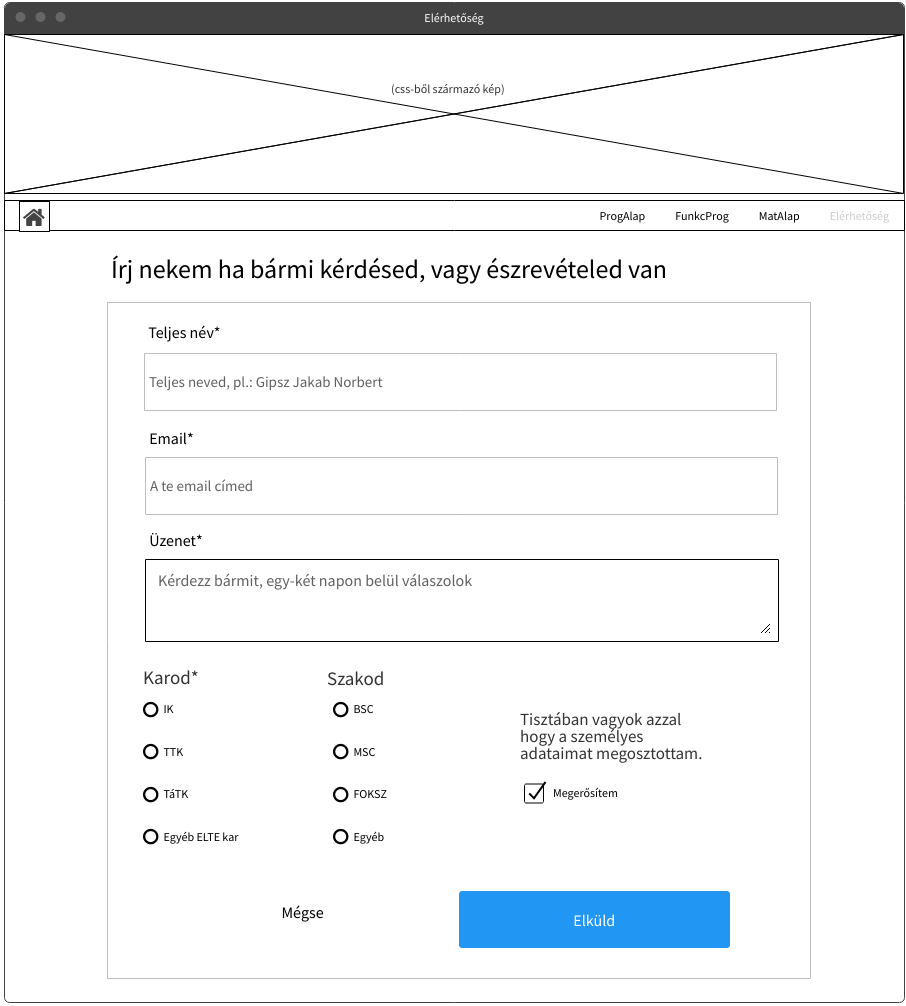 Elérhetőség
(css-ből származó kép)
ProgAlap FunkcProg MatAlap Elérhetőség
Írj nekem ha bármi kérdésed, vagy észrevételed van
Teljes név*
Teljes neved, pl.: Gipsz Jakab Norbert
Email*
A te email címed
Üzenet*
Kérdezz bármit, egy-két napon belül válaszolok
Karod*
IK
TTK
TáTK
Egyéb ELTE kar
Szakod
BSC
MSC
FOKSZ
Egyéb
Tisztában vagyok azzal
hogy a személyes
adataimat megosztottam.
Megerősítem
Mégse
Elküld